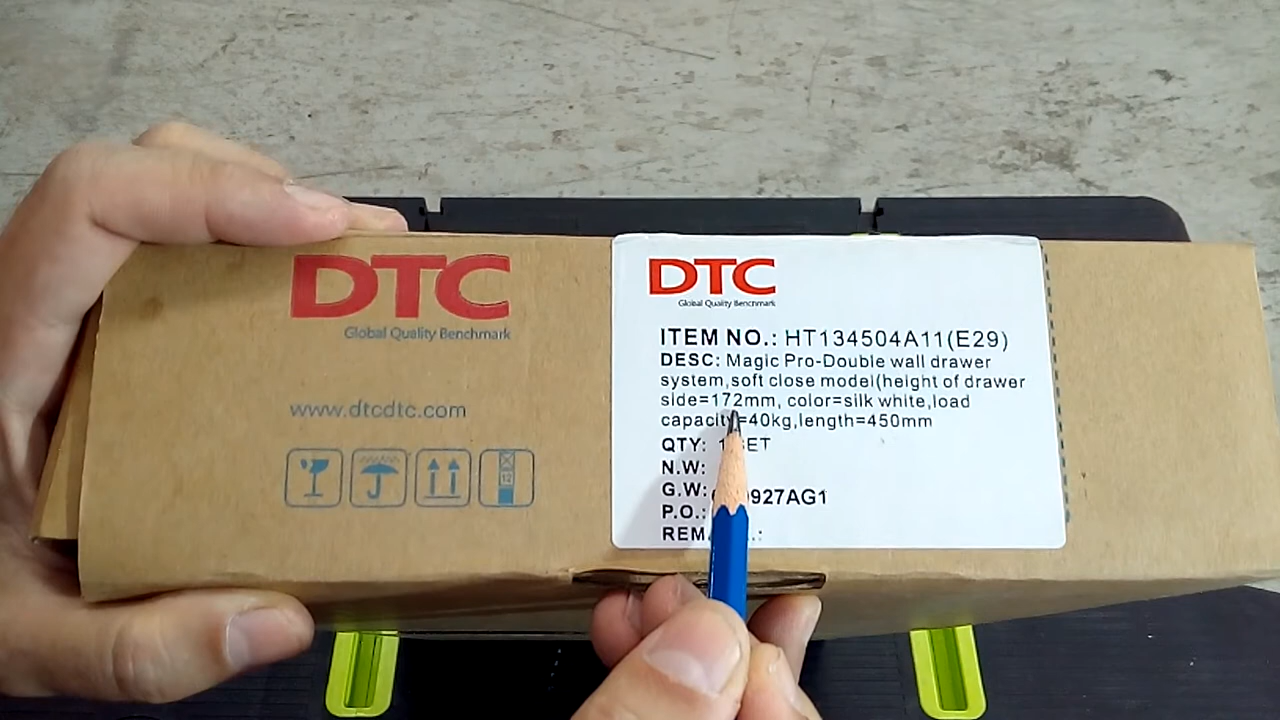 DTC
Global Quality Benchmark
www.dtcdtc.com
DTC
Global Quality Benchmark
ITEM NO.: HT134504A11(E29)
DESC: Magic Pro-Double wall drawer
system,soft close model(height of drawer
side=172mm, color=silk white,load
capacity=40kg,length=450mm
QTY:
N.W:
G.W:
P.O.: